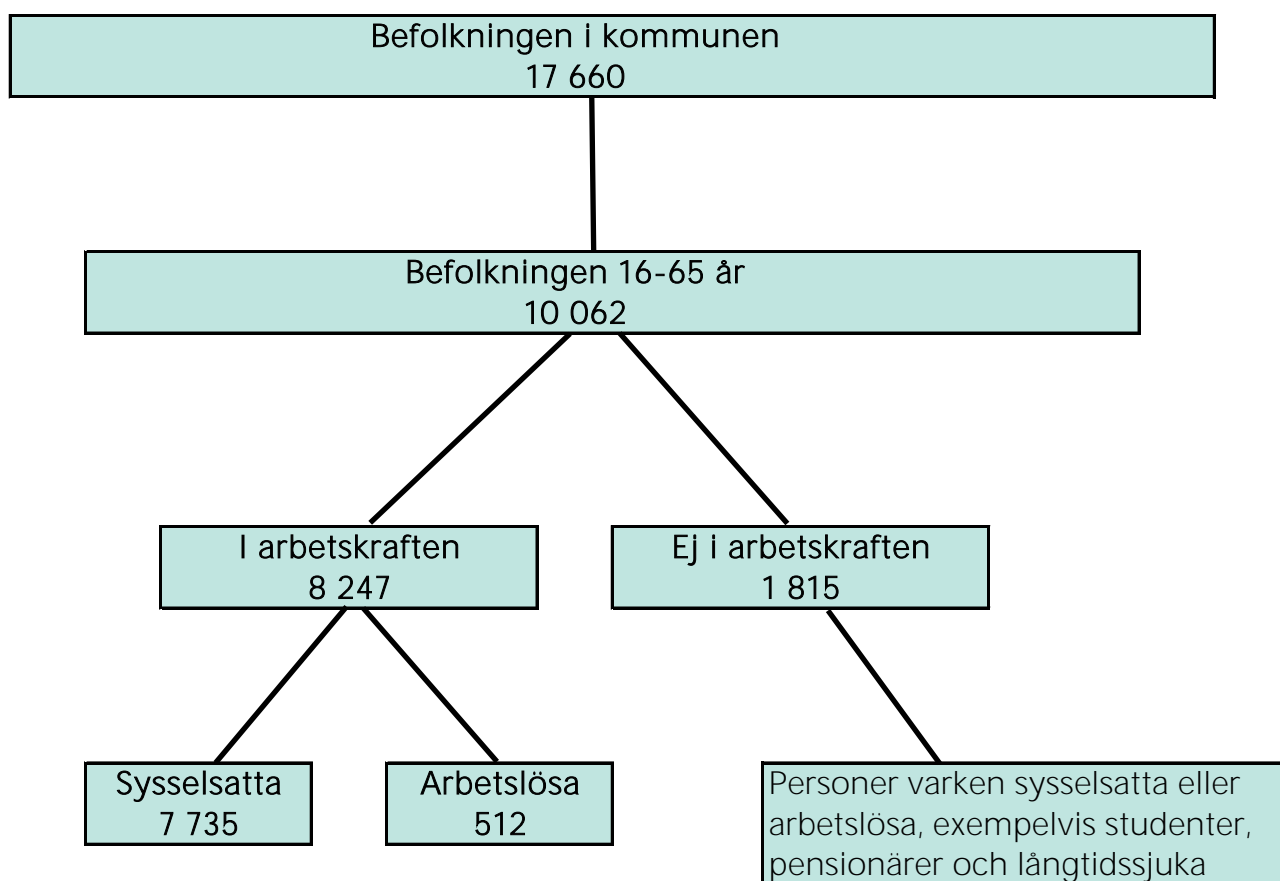 Befolkningen i kommunen
17 660
Befolkningen 16-65 år
10 062
I arbetskraften
8 247
Ej i arbetskraften
1 815
Sysselsatta
7 735
Arbetslösa
512
Personer varken sysselsatta eller
arbetslösa, exempelvis studenter,
pensionärer och långtidssjuka